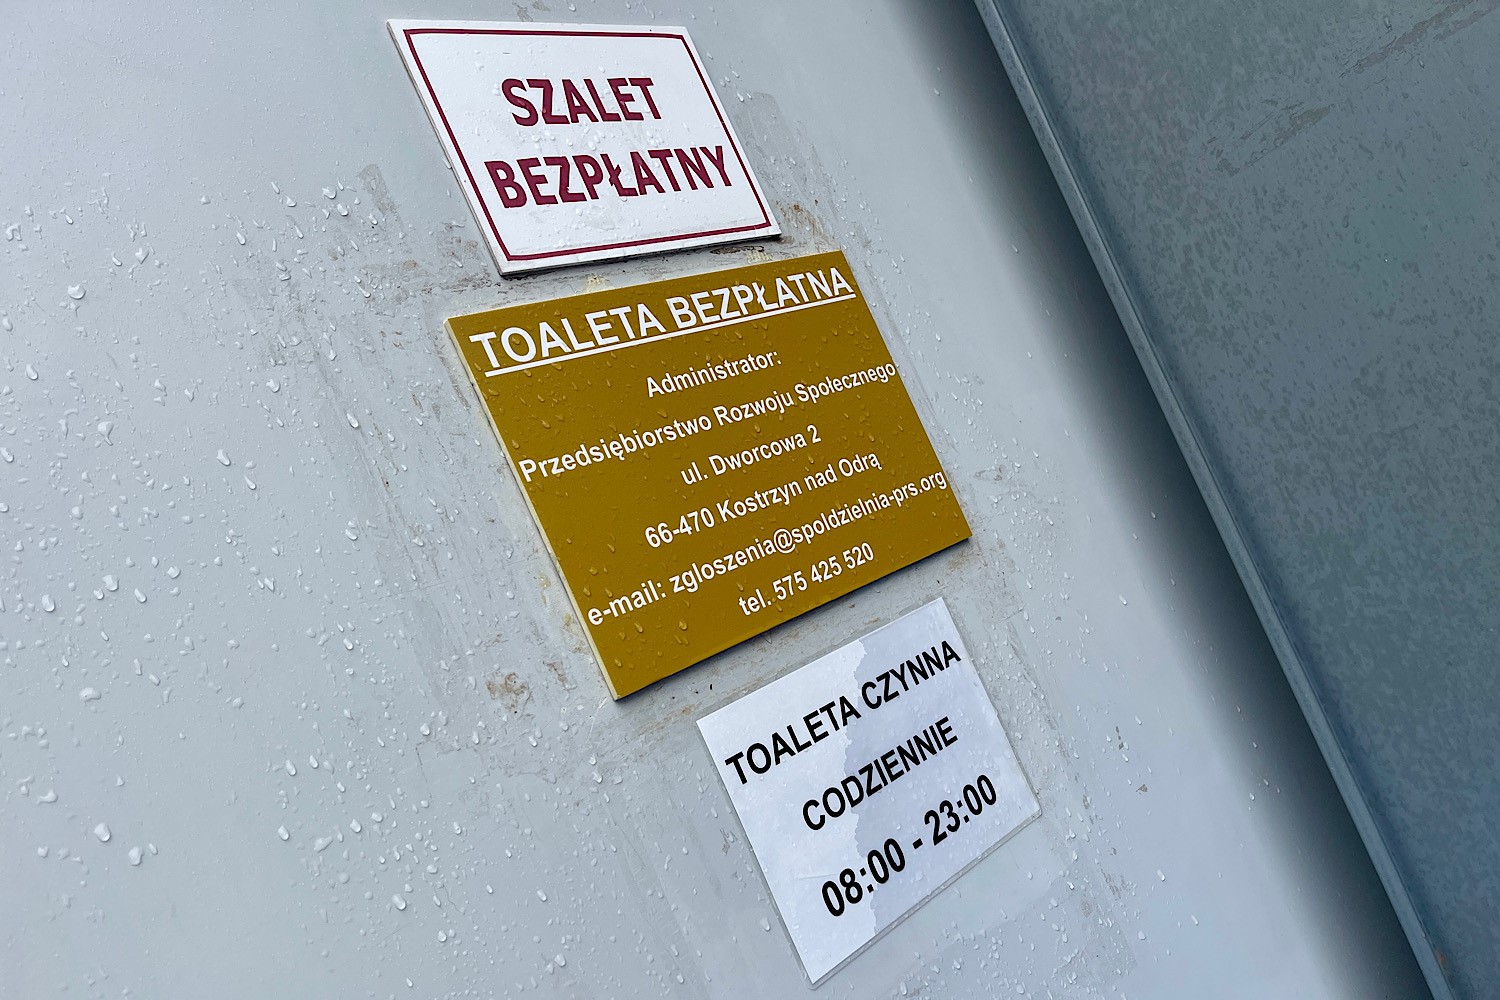 SZALET
BEZPŁATNY
TOALETA BEZPŁATNA
Administrator:
Przedsiębiorstwo Rozwoju Społecznego
ul. Dworcowa 2
66-470 Kostrzyn nad Odrą
e-mail: zgloszenia@spoldzielnia-prs.org
tel. 575 425 520
TOALETA CZYNNA
CODZIENNIE
08:00 - 23:00